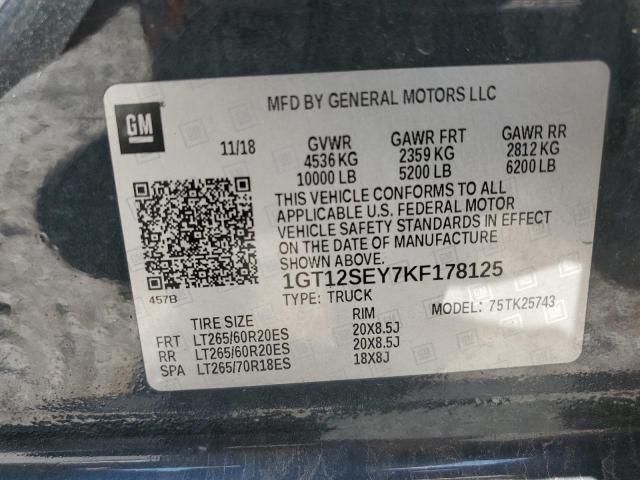 GM
MFD BY GENERAL MOTORS LLC
11/18 GVWR GAWR FRT GAWR RR
4536 KG 2359 KG 2812 KG
10000 LB 5200 LB 6200 LB
THIS VEHICLE CONFORMS TO ALL
APPLICABLE U.S. FEDERAL MOTOR
VEHICLE SAFETY STANDARDS IN EFFECT
ON THE DATE OF MANUFACTURE
SHOWN ABOVE.
1GT12SEY7KF178125
457B
TYPE: TRUCK MODEL: 75TK25743
TIRE SIZE RIM
FRT LT265/60R20ES 20X8.5J
RR LT265/60R20ES 20X8.5J
SPA LT265/70R18ES 18X8J